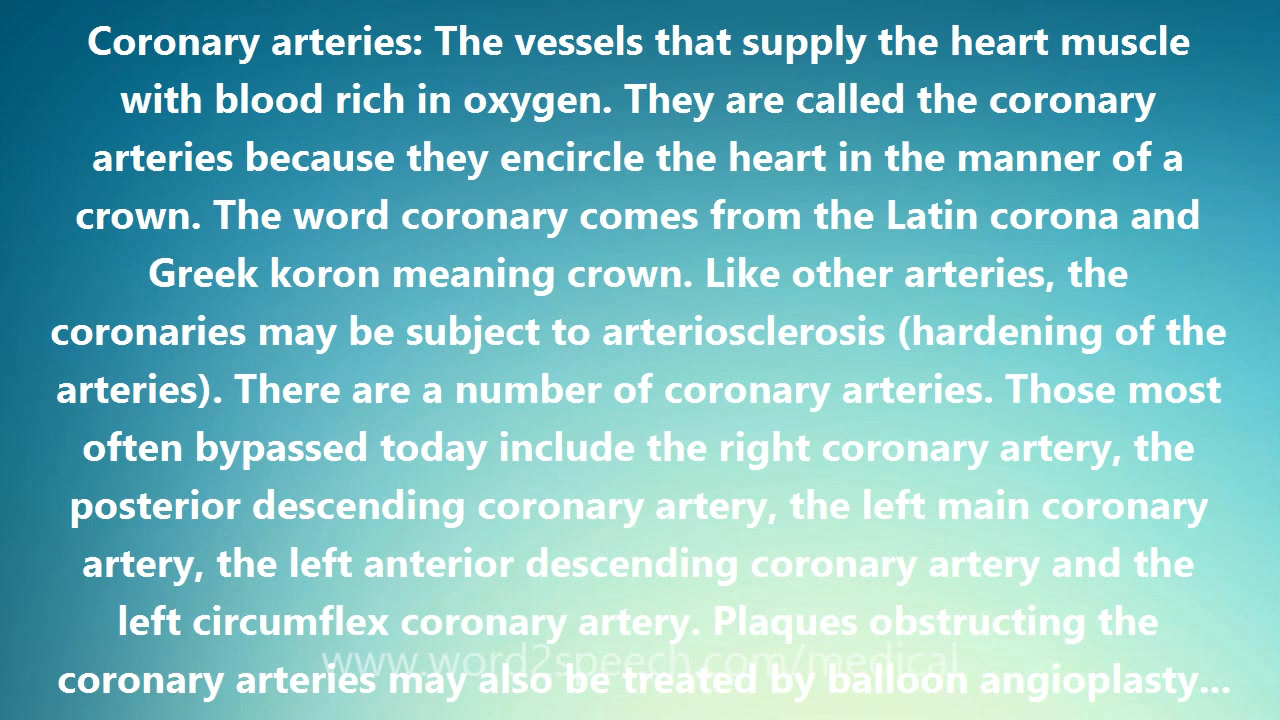 Coronary arteries: The vessels that supply the heart muscle
with blood rich in oxygen. They are called the coronary
arteries because they encircle the heart in the manner of a
crown. The word coronary comes from the Latin corona and
Greek koron meaning crown. Like other arteries, the
coronaries may be subject to arteriosclerosis (hardening of the
arteries). There are a number of coronary arteries. Those most
often bypassed today include the right coronary artery, the
posterior descending coronary artery, the left main coronary
artery, the left anterior descending coronary artery and the
left circumflex coronary artery. Plaques obstructing the
www.word2speech.com/medical
coronary arteries may also be treated by balloon angioplasty...